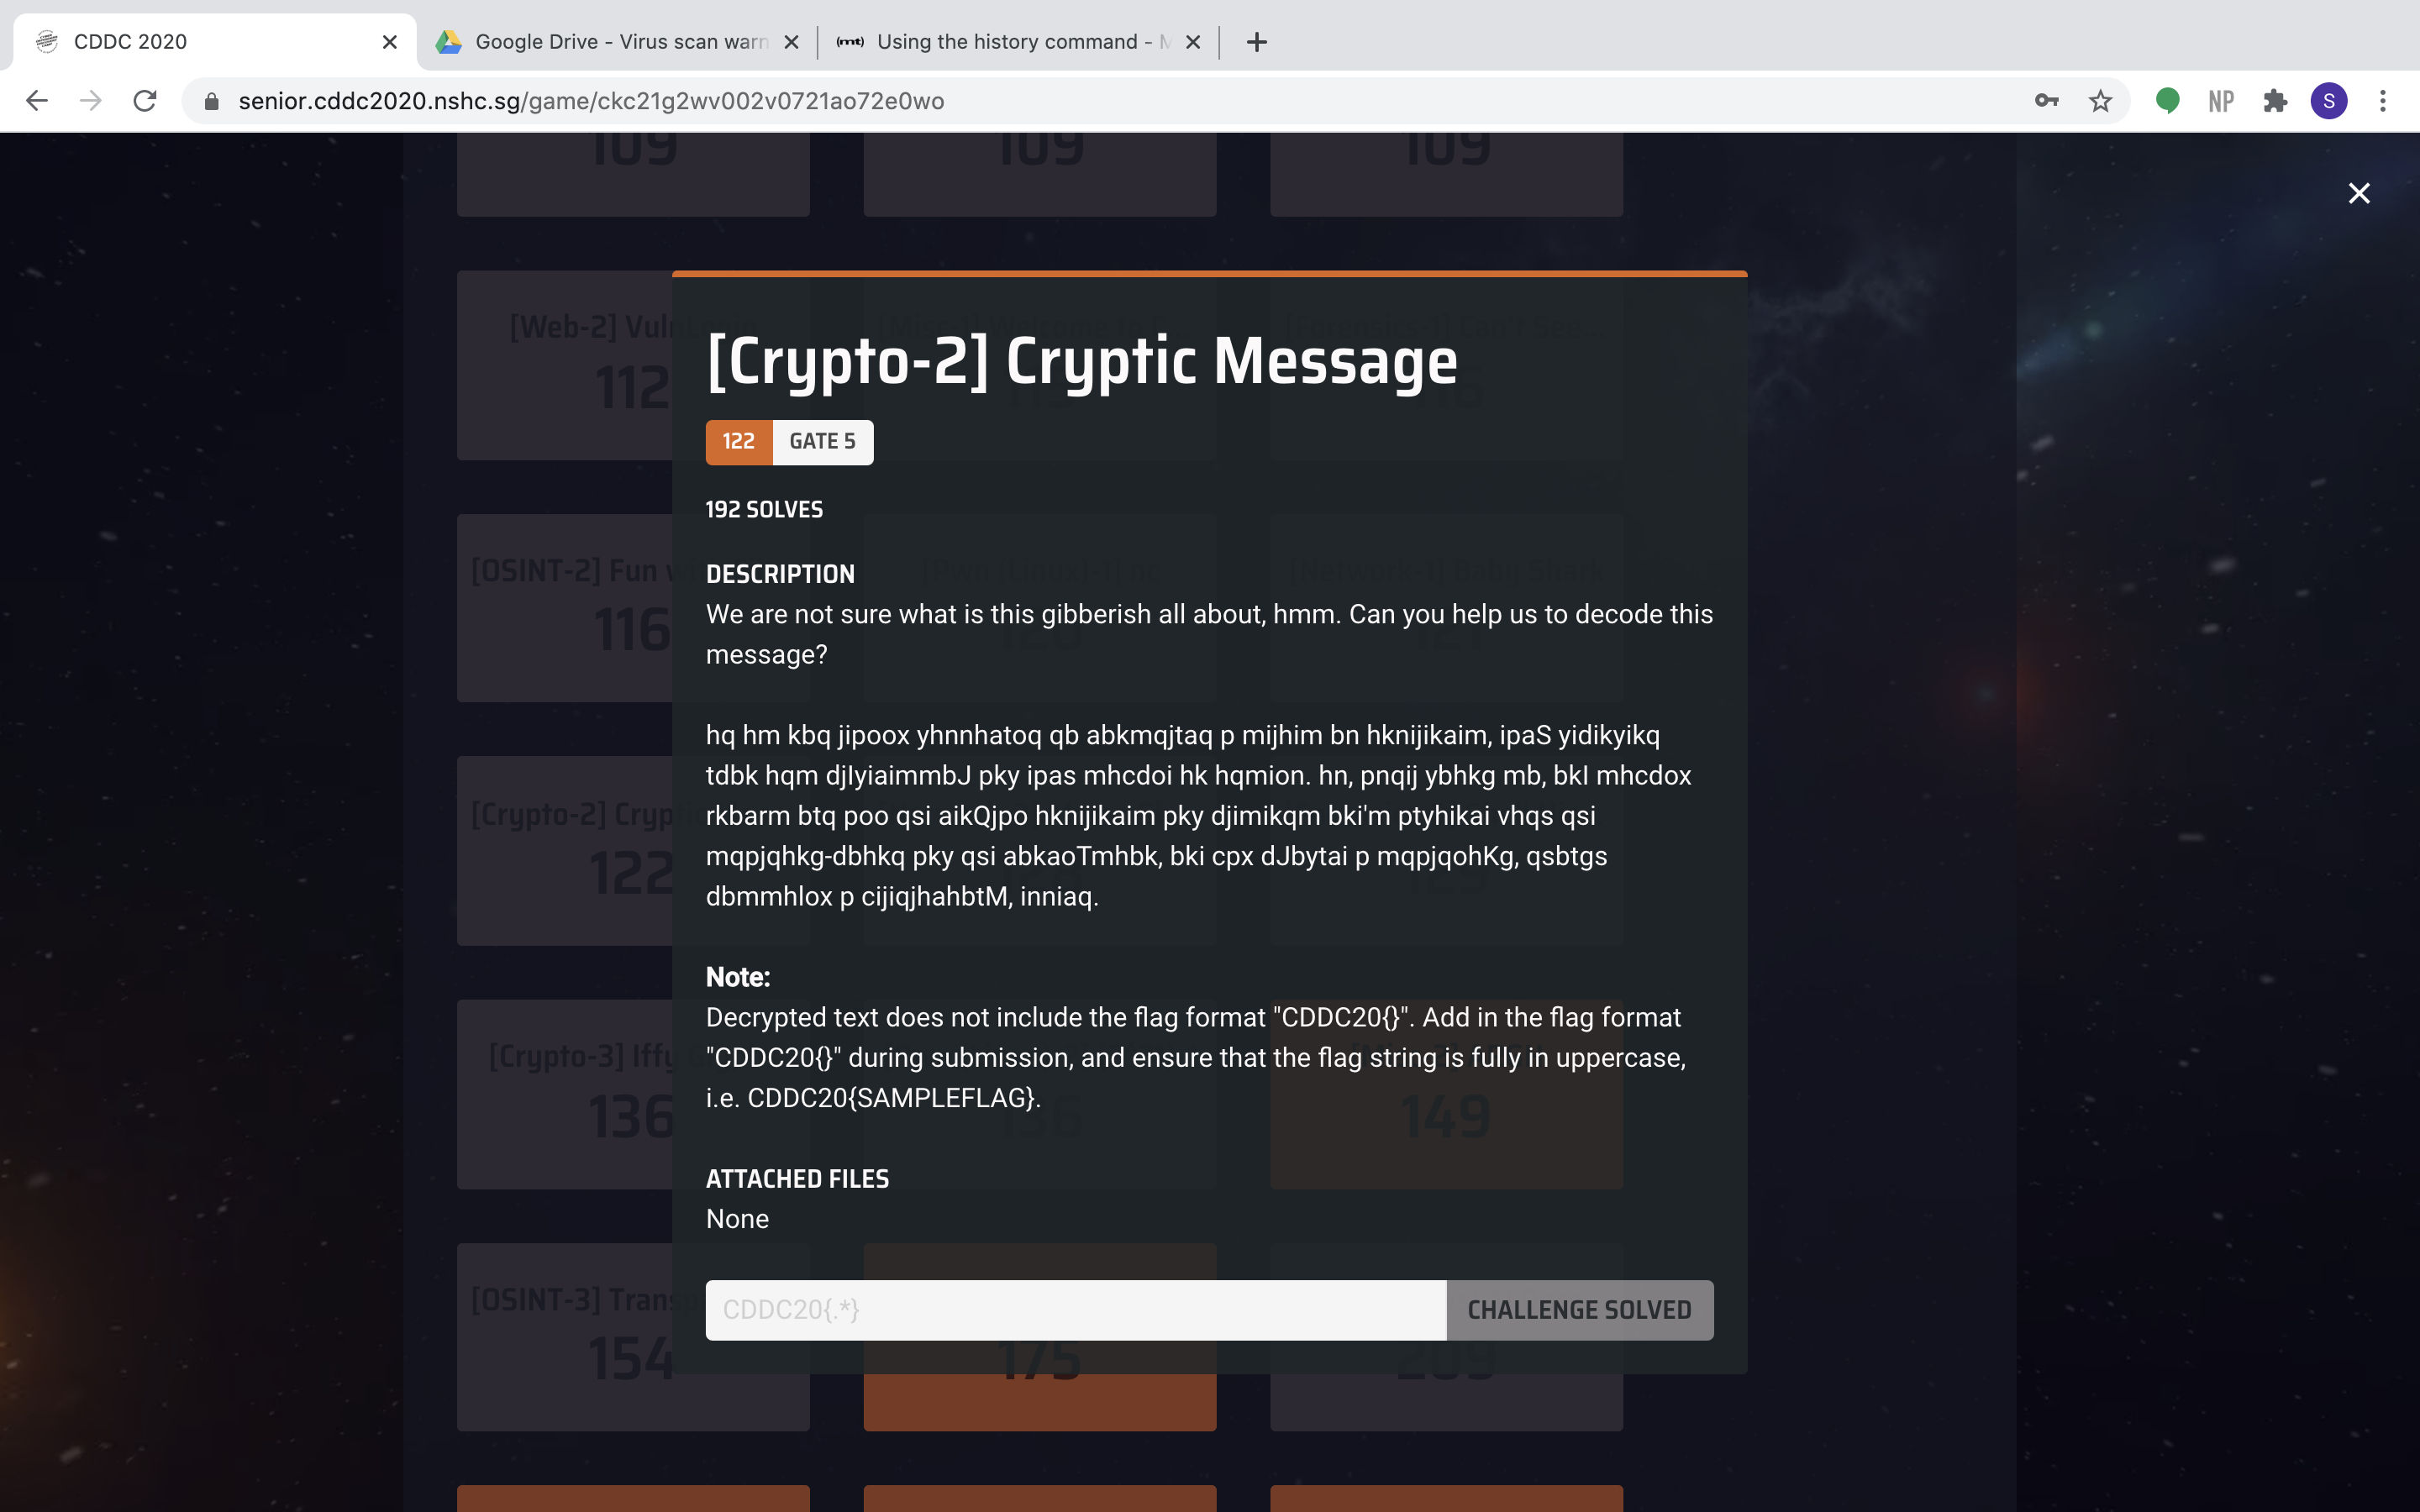 CDDC 2020
Google Drive - Virus scan warn
Using the history command - M
senior.cddc2020.nshc.sg/game/ckc21g2wv002v0721ao72e0wo
NP
S
109 109 109
[Crypto-2] Cryptic Message
122 GATE 5
192 SOLVES
DESCRIPTION
We are not sure what is this gibberish all about, hmm. Can you help us to decode this
message?
hq hm kbq jipoox yhnnhatoq qb abkmqjtaq p mijhim bn hknijikaim, ipaS yidikyikq
tdbk hqm djIyiaimmbJ pky ipas mhcdoi hk hqmion. hn, pnqij ybhkg mb, bkI mhcdox
rkbarm btq poo qsi aikQjpo hknijikaim pky djimikqm bki'm ptyhikai vhqs qsi
mqpjqhkg-dbhkq pky qsi abkaoTmhbk, bki cpx dJbytai p mqpjqohKg, qsbtgs
dbmmhlox p cijiqjhahbtM, inniaq.
Note:
Decrypted text does not include the flag format "CDDC20{}". Add in the flag format
"CDDC20{}" during submission, and ensure that the flag string is fully in uppercase,
i.e. CDDC20{SAMPLEFLAG}.
ATTACHED FILES
None
CDDC20{.*} CHALLENGE SOLVED
[Web-2] Vuln
112
[OSINT-2] Fun
116
[Crypto-2] Cryp
122
[Crypto-3] Iffy
136
149
[OSINT-3] Trans
154
175
209